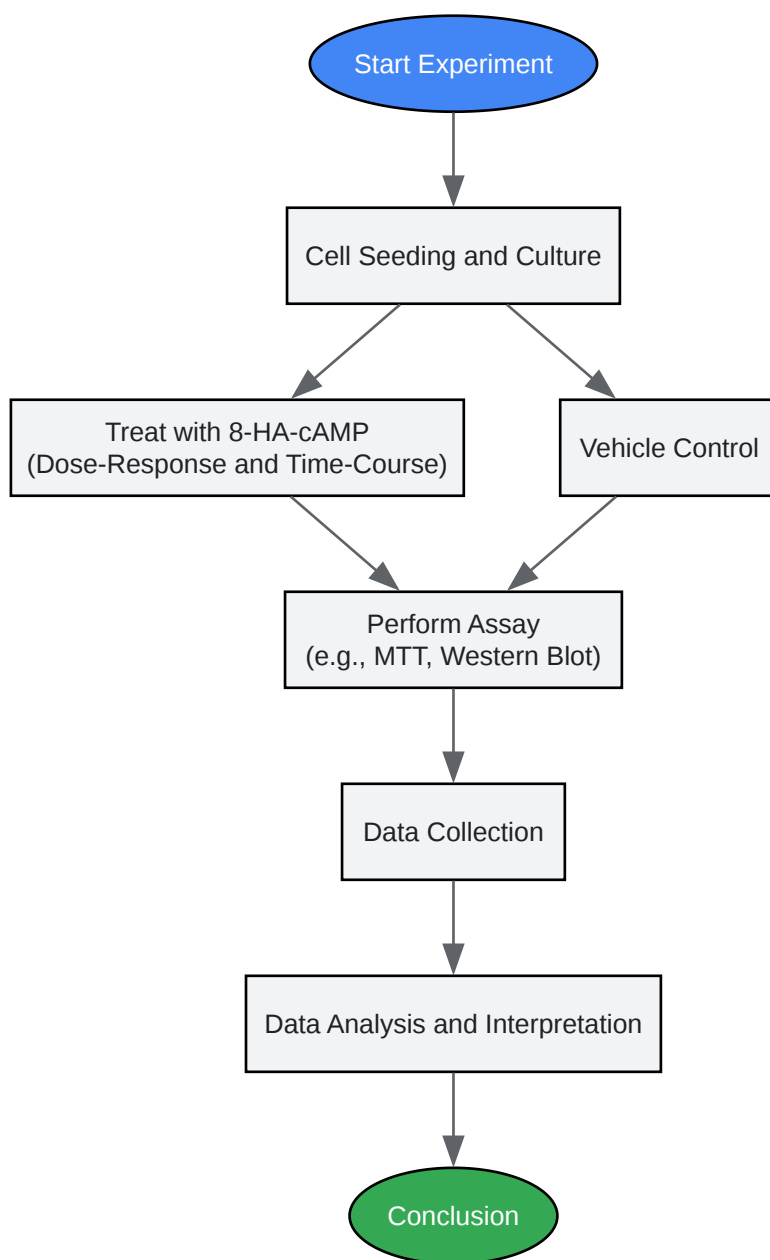 Start Experiment
Cell Seeding and Culture
Treat with 8-HA-cAMP
(Dose-Response and Time-Course)
Vehicle Control
Perform Assay
(e.g., MTT, Western Blot)
Data Collection
Data Analysis and Interpretation
Conclusion